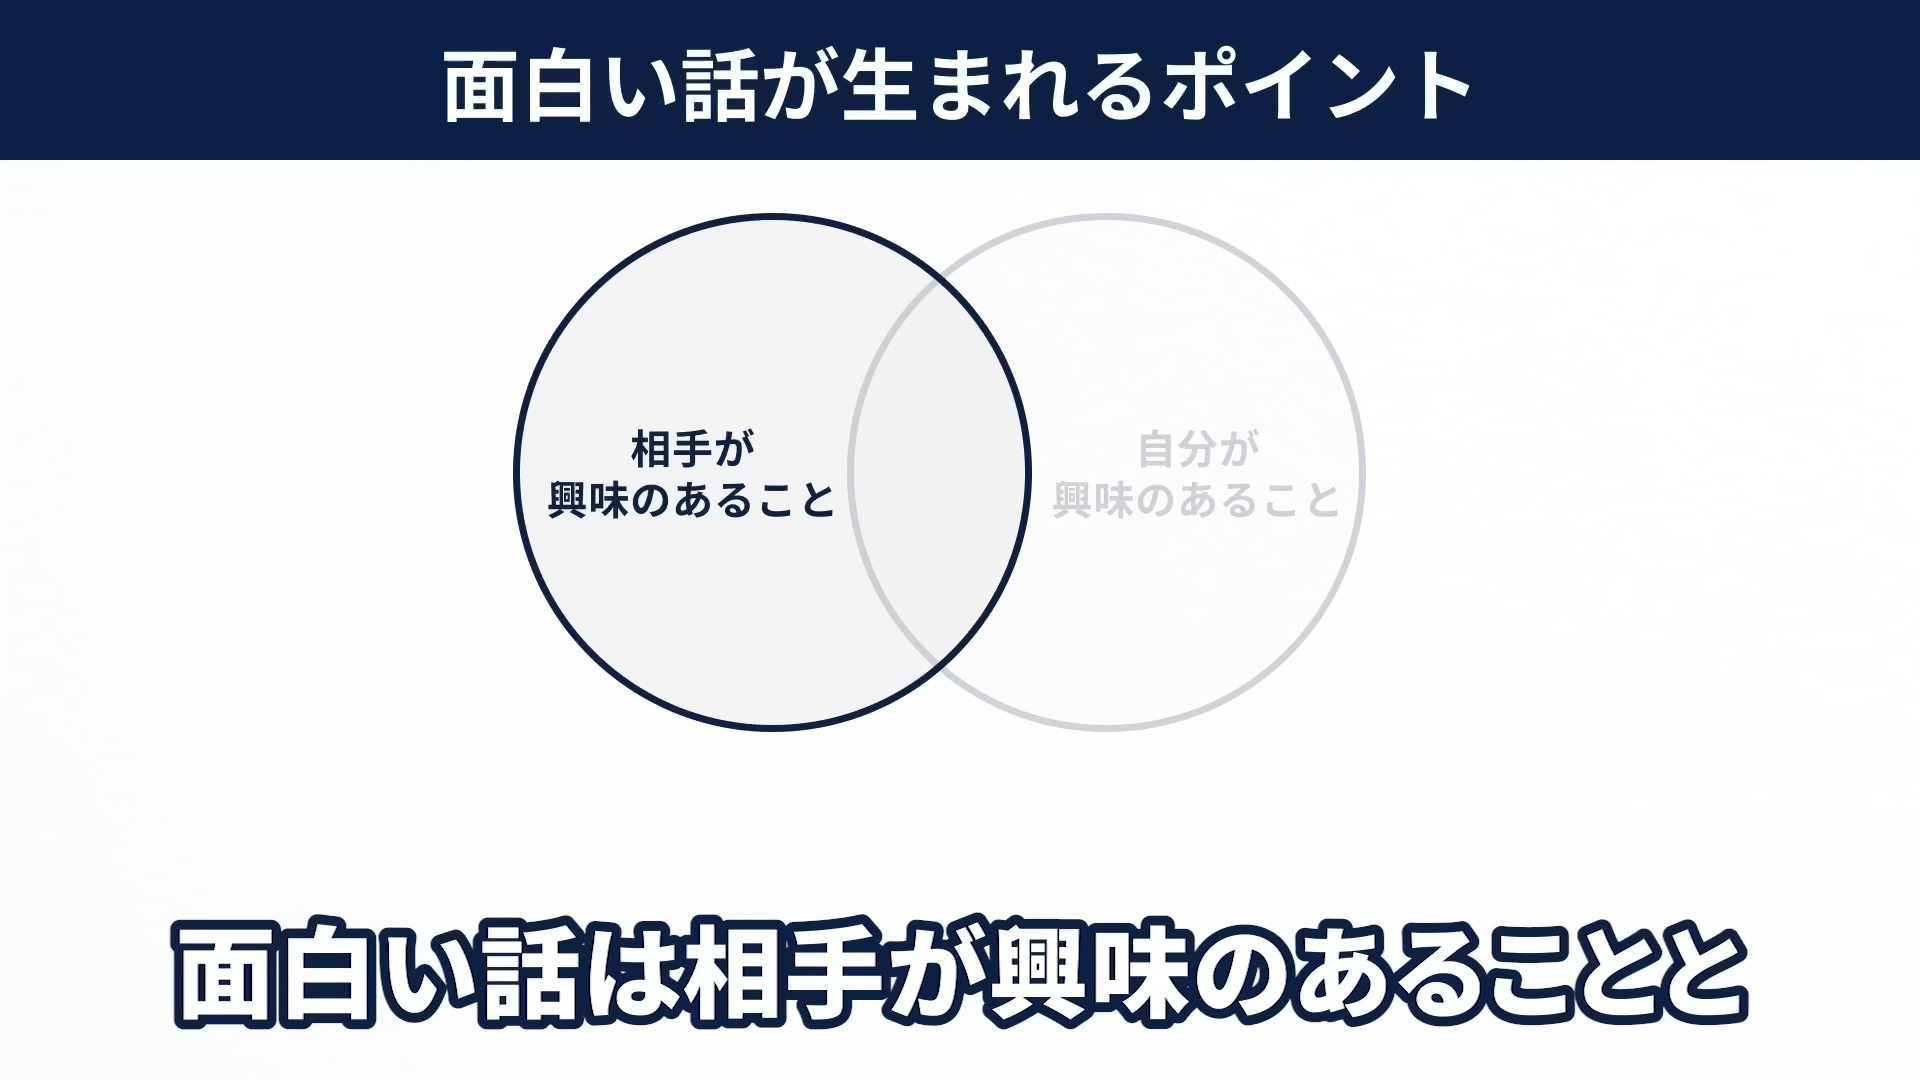 面白い話が生まれるポイント
相手が
興味のあること
自分が
興味のあること
面白い話は相手が興味のあることと